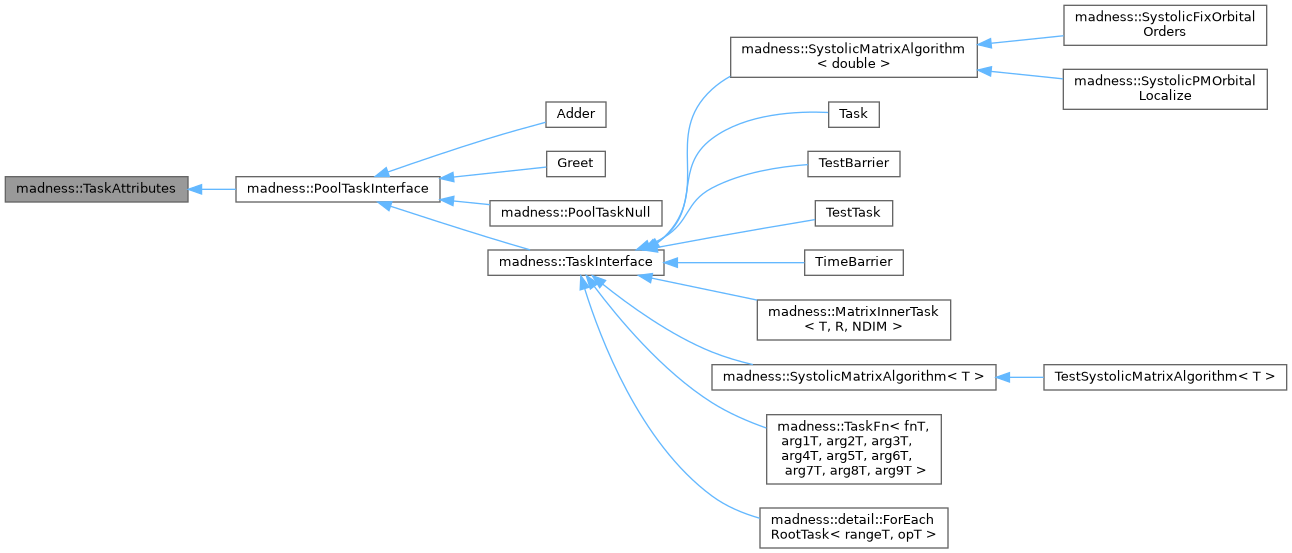 madness::SystolicFixOrbital
Orders
madness::SystolicMatrixAlgorithm
< double >
madness::SystolicPMOrbital
Localize
Adder
Task
Greet
TestBarrier
madness::TaskAttributes
madness::PoolTaskInterface
madness::PoolTaskNull
TestTask
madness::TaskInterface
TimeBarrier
madness::MatrixInnerTask
< T, R, NDIM >
madness::SystolicMatrixAlgorithm< T >
TestSystolicMatrixAlgorithm< T >
madness::TaskFn< fnT,
arg1T, arg2T, arg3T,
arg4T, arg5T, arg6T,
arg7T, arg8T, arg9T >
madness::detail::ForEach
RootTask< rangeT, opT >